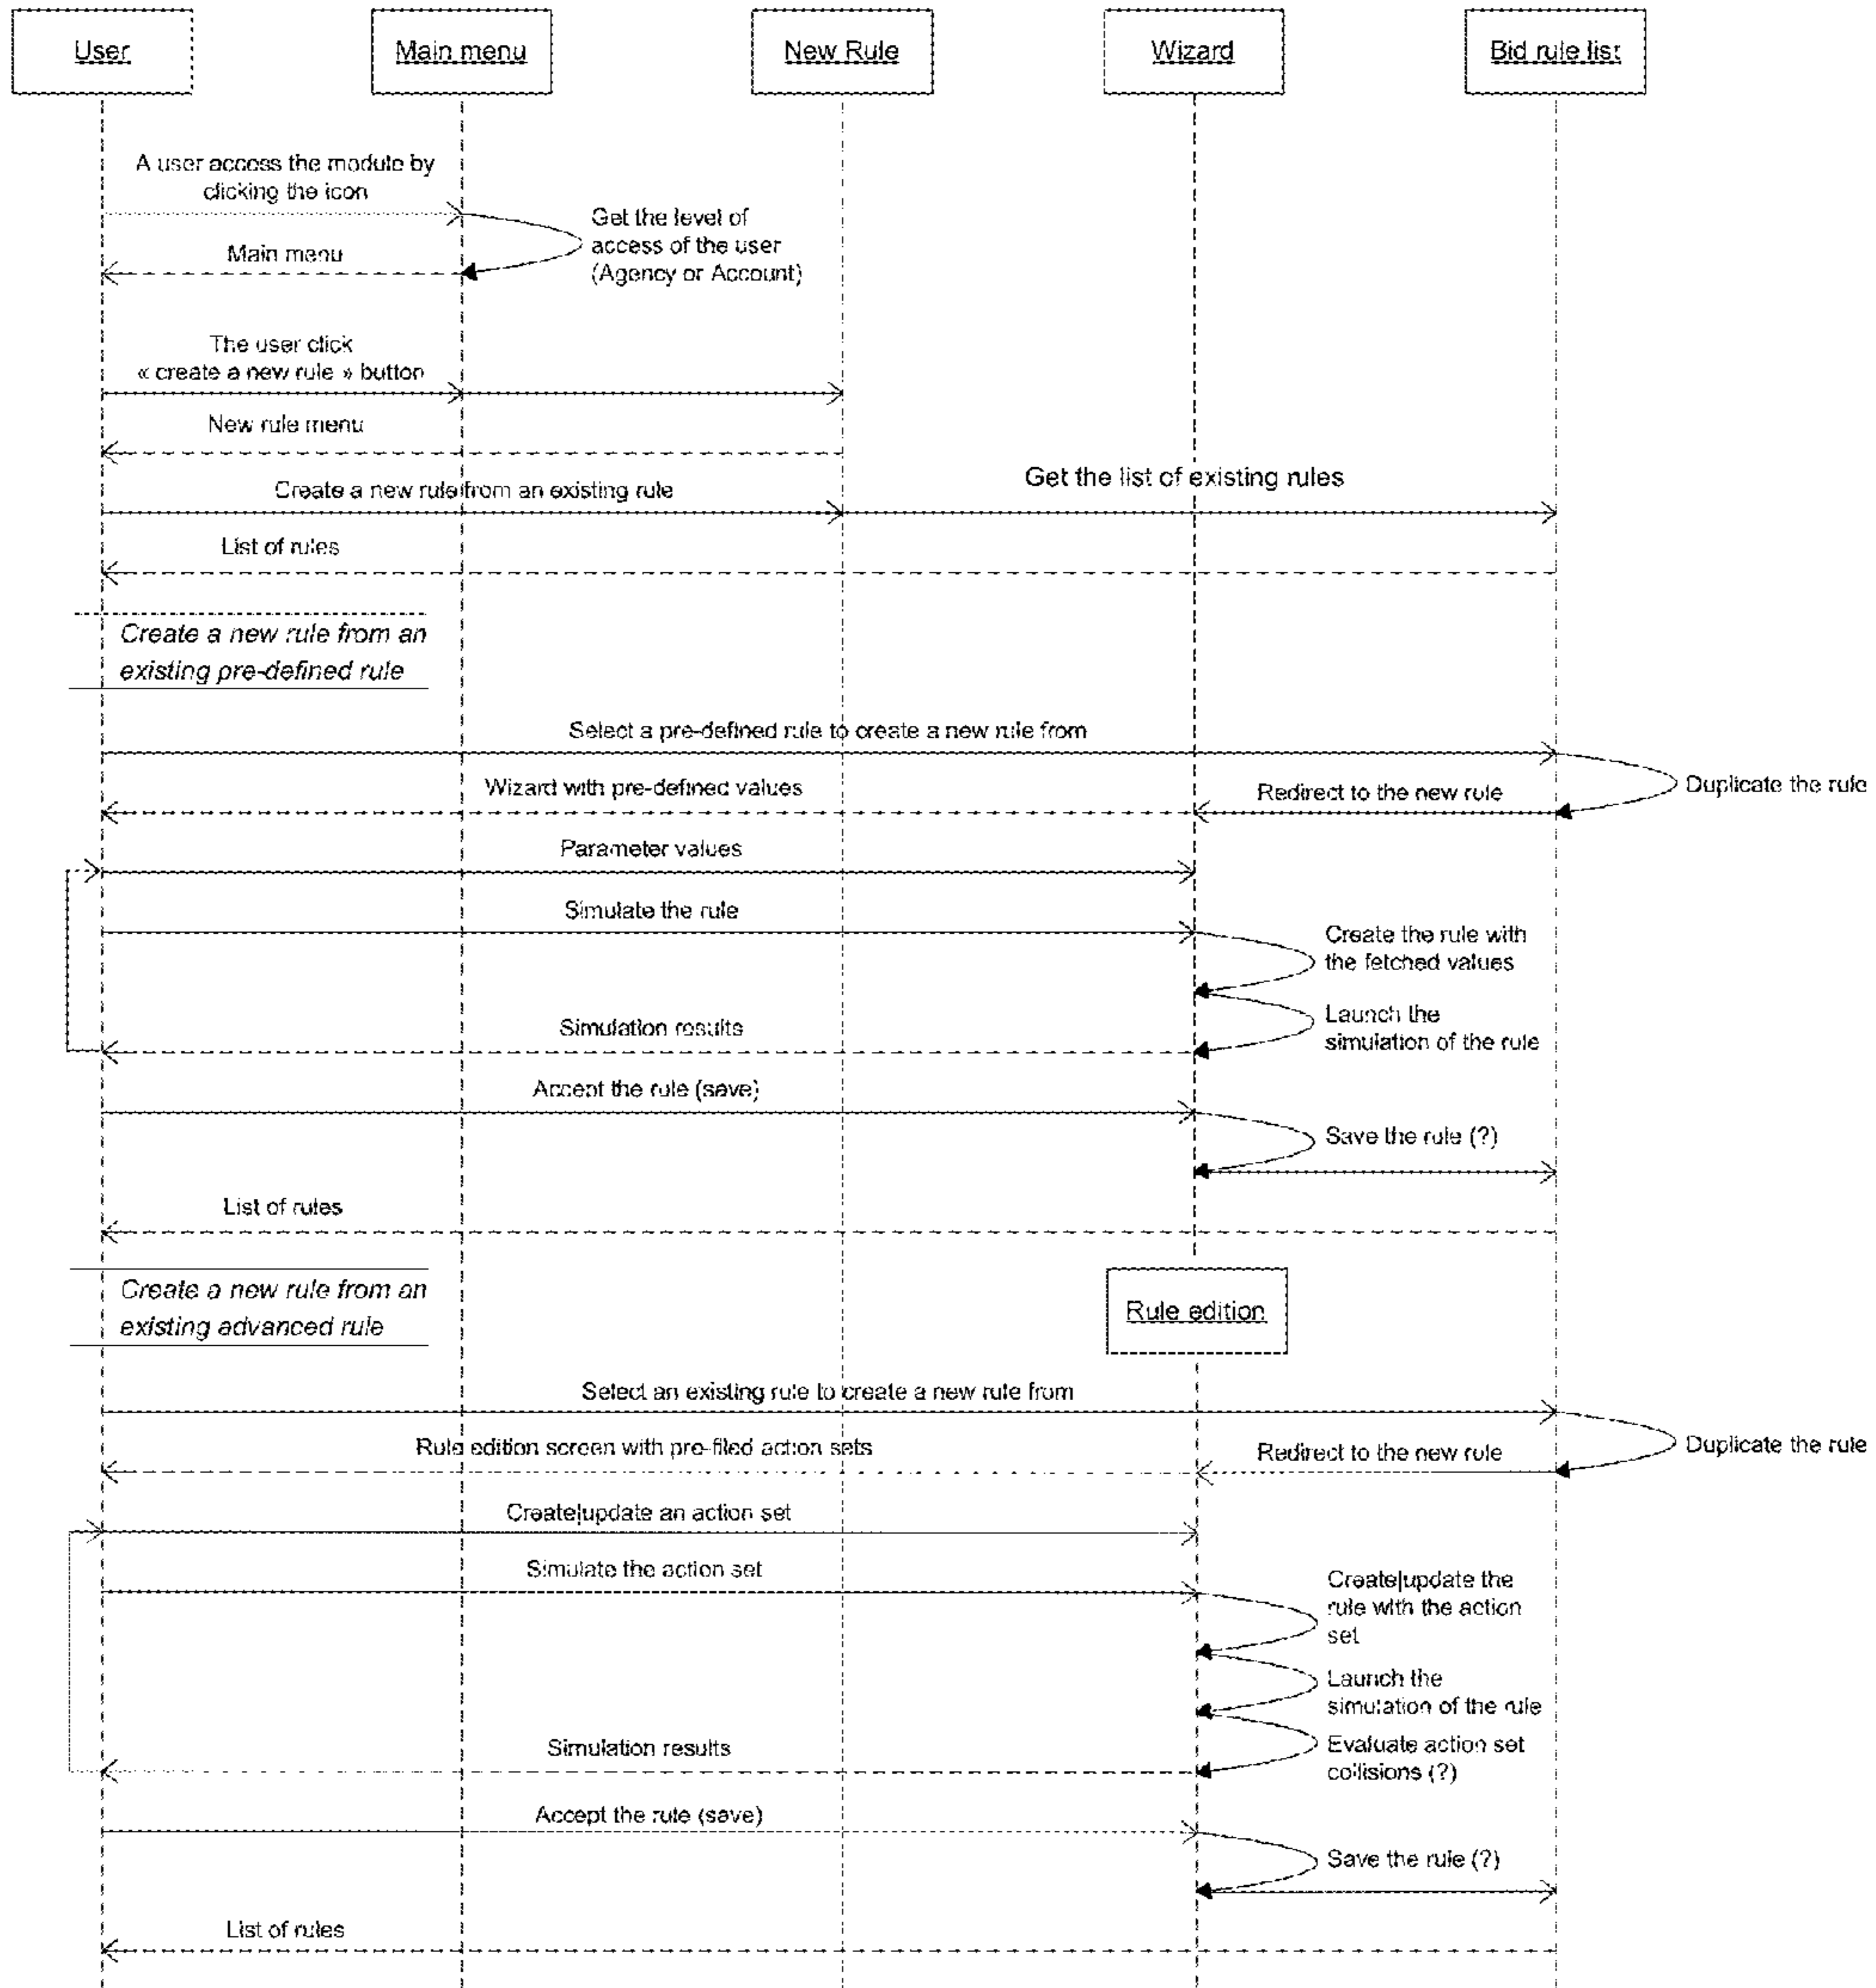 User
Main menu
New Rule
Wizard
Bid rule list
A user access the module by
clicking the icon
Get the level of
access of the user
(Agency or Account)
Main menu
The user click
« create a new rule » button
New rule menu
Create a new rule from an existing rule
Get the list of existing rules
List of rules
Create a new rule from an
existing pre-defined rule
Select a pre-defined rule to create a new rule from
Duplicate the rule
Wizard with pre-defined values
Redirect to the new rule
Parameter values
Simulate the rule
Create the rule with
the fetched values
Launch the
simulation of the rule
Simulation results
Accept the rule (save)
Save the rule (?)
List of rules
Create a new rule from an
existing advanced rule
Rule edition
Select an existing rule to create a new rule from
Duplicate the rule
Rule edition screen with pre-filed action sets
Redirect to the new rule
Create|update an action set
Simulate the action set
Create|update the
rule with the action
set
Launch the
simulation of the rule
Simulation results
Evaluate action set
collisions (?)
Accept the rule (save)
Save the rule (?)
List of rules